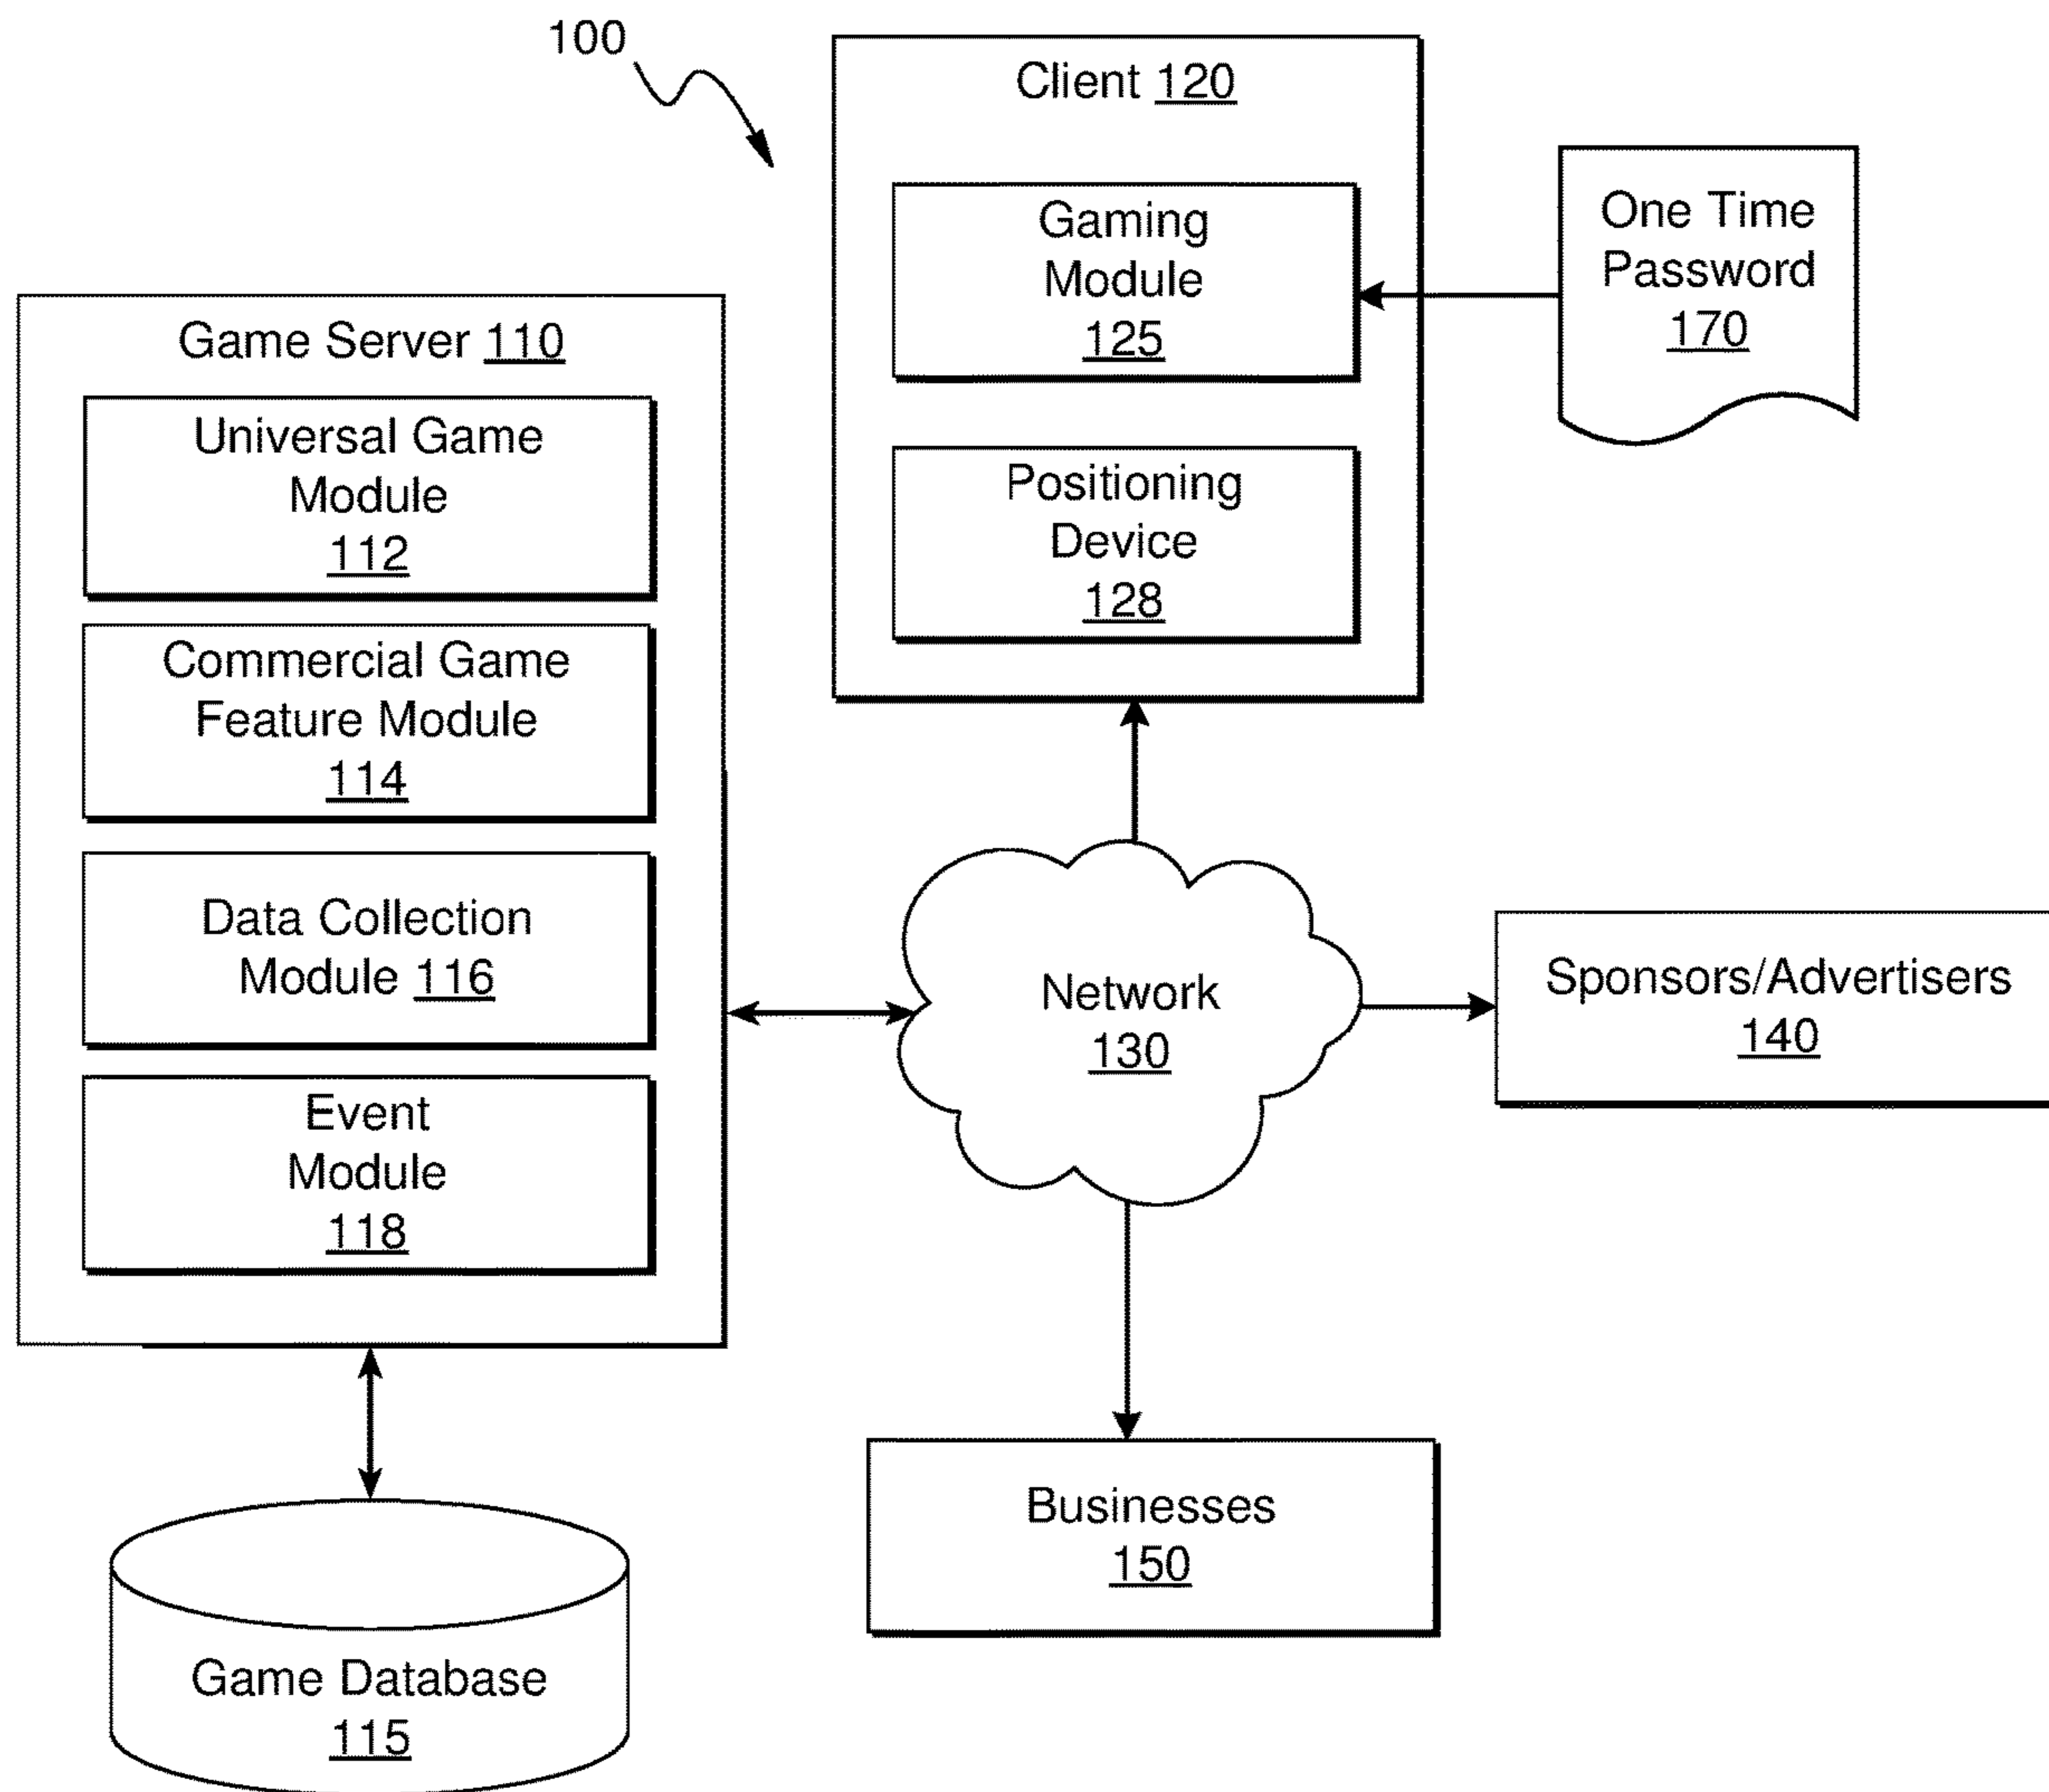 100
Client 120
Gaming
Module
125
One Time
Password
170
Positioning
Device
128
Game Server 110
Universal Game
Module
112
Commercial Game
Feature Module
114
Data Collection
Module 116
Event
Module
118
Network
130
Sponsors/Advertisers
140
Businesses
150
Game Database
115